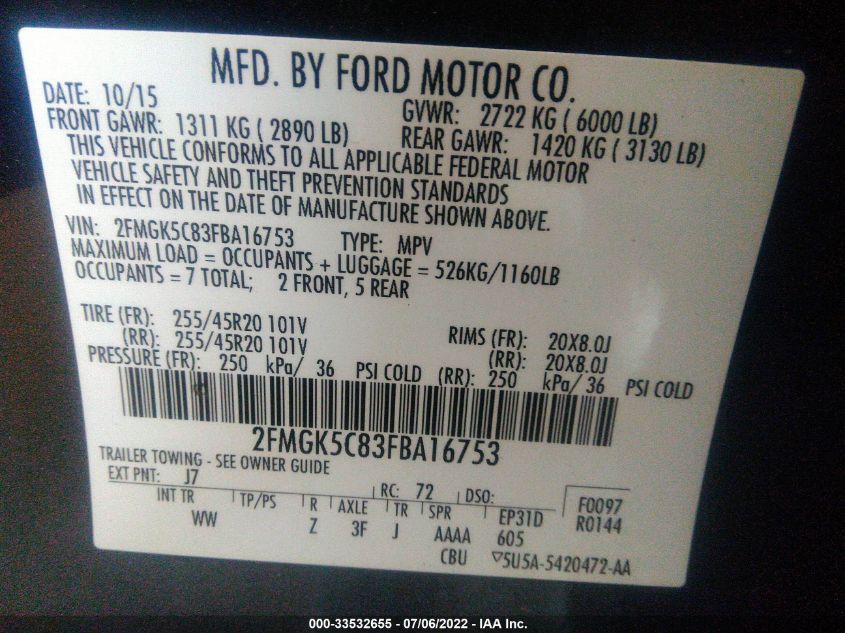 MFD. BY FORD MOTOR CO.
DATE: 10/15 GVWR: 2722 KG ( 6000 LB)
FRONT GAWR: 1311 KG ( 2890 LB) REAR GAWR: 1420 KG ( 3130 LB)
THIS VEHICLE CONFORMS TO ALL APPLICABLE FEDERAL MOTOR
VEHICLE SAFETY AND THEFT PREVENTION STANDARDS
IN EFFECT ON THE DATE OF MANUFACTURE SHOWN ABOVE.
VIN: 2FMGK5C83FBA16753 TYPE: MPV
MAXIMUM LOAD = OCCUPANTS + LUGGAGE = 526KG/1160LB
OCCUPANTS = 7 TOTAL; 2 FRONT, 5 REAR
TIRE (FR): 255/45R20 101V RIMS (FR): 20X8.0J
(RR): 255/45R20 101V (RR): 20X8.0J
PRESSURE (FR): 250 kPa/ 36 PSI COLD (RR): 250 kPa/ 36 PSI COLD
2FMGK5C83FBA16753
TRAILER TOWING - SEE OWNER GUIDE
EXT PNT: J7 RC: 72 DSO: F0097
INT TR TP/PS R AXLE TR SPR EP31D R0144
WW Z 3F J AAAA 605
CBU ▽5U5A-5420472-AA
000-33532655 - 07/06/2022 - IAA Inc.